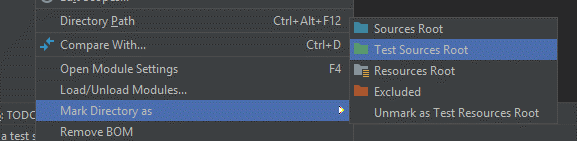 Directory Path Ctrl+Alt+F12
Compare With... Ctrl+D
Open Module Settings F4
Load/Unload Modules...
Mark Directory as
Remove BOM
Sources Root
Test Sources Root
Resources Root
Excluded
Unmark as Test Resources Root
: TODO
a test s